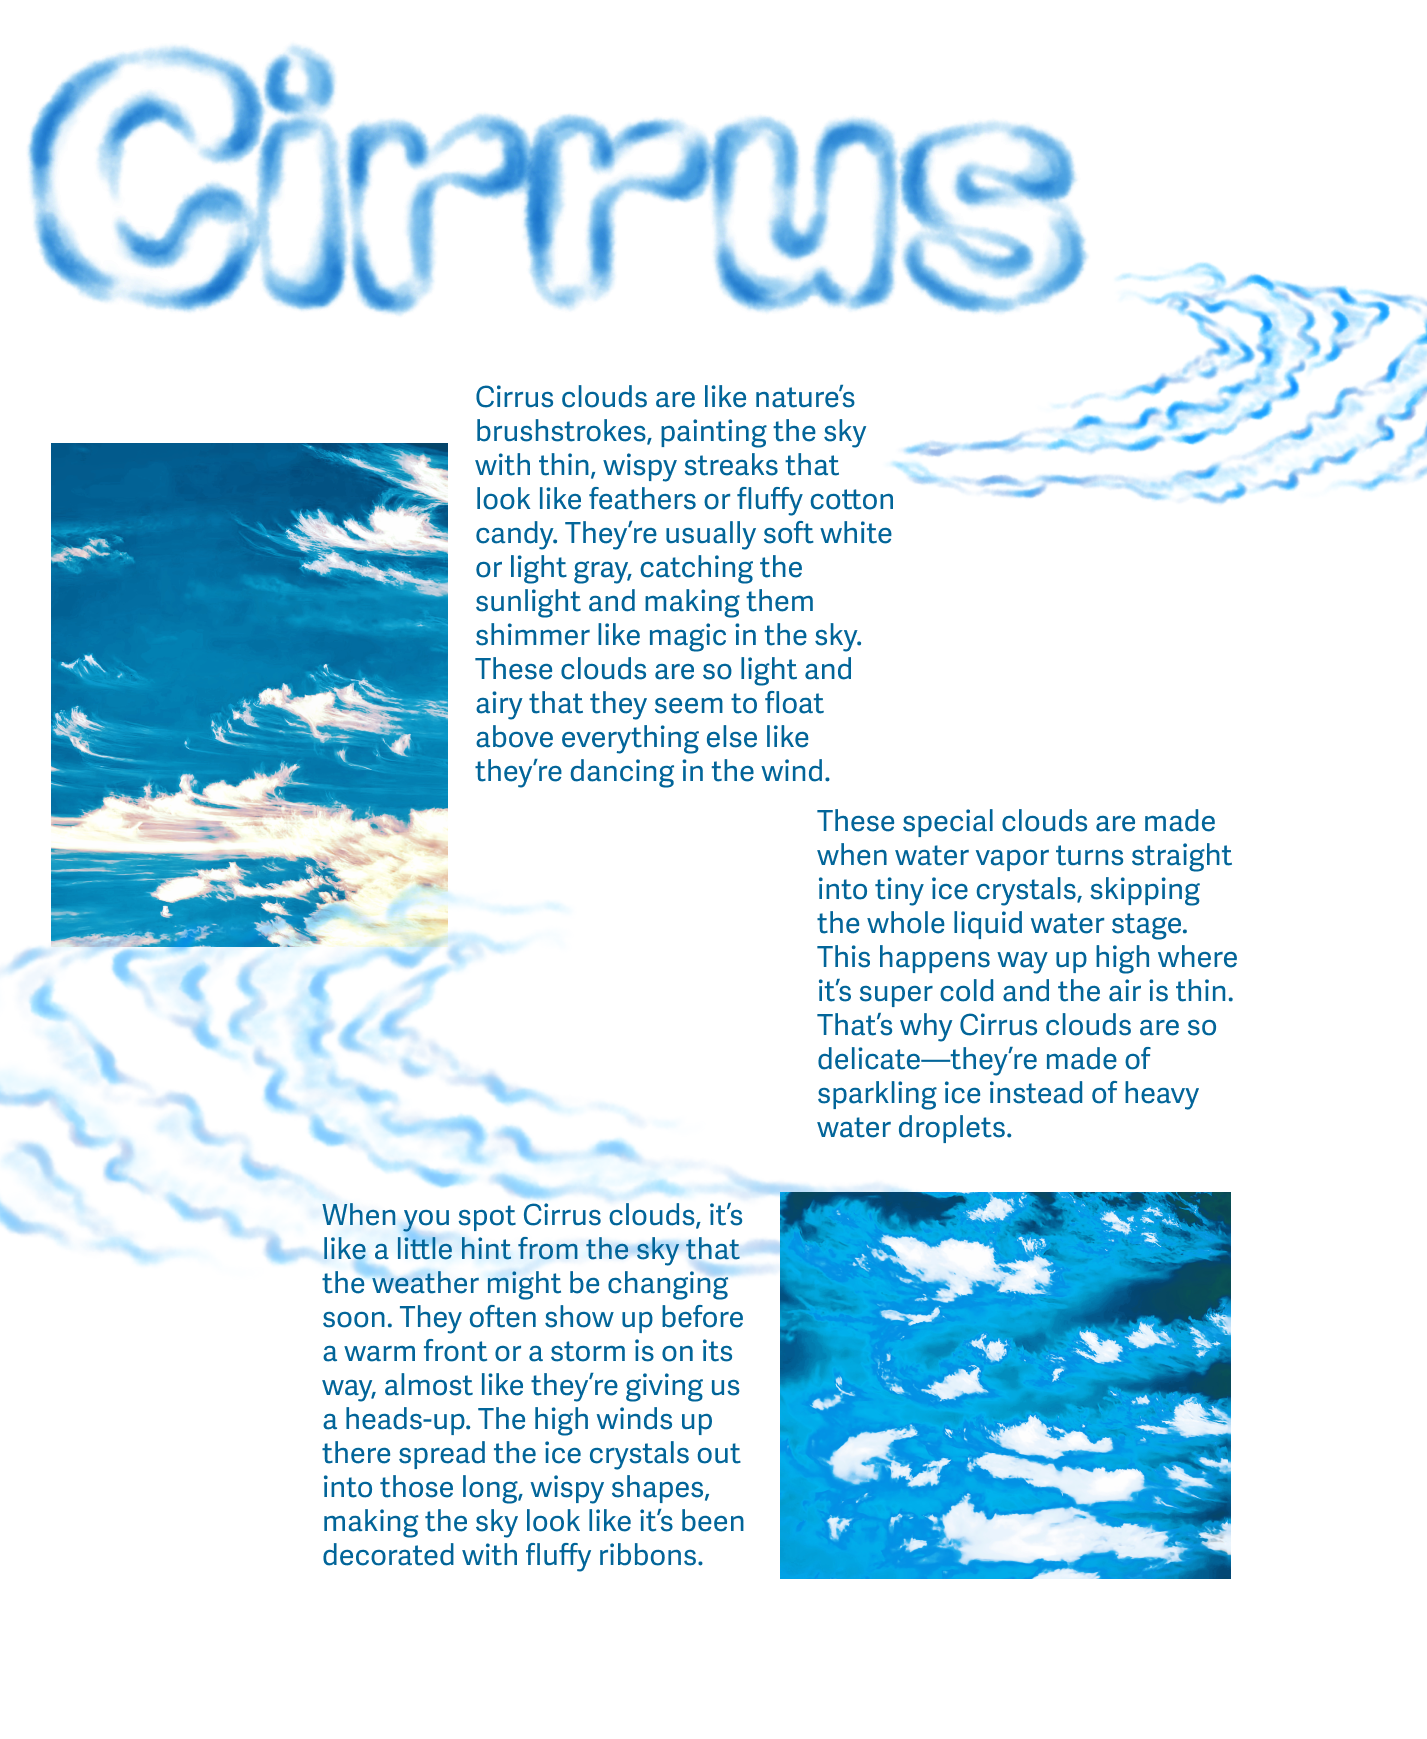 Cirrus
Cirrus clouds are like nature’s
brushstrokes, painting the sky
with thin, wispy streaks that
look like feathers or fluffy cotton
candy. They’re usually soft white
or light gray, catching the
sunlight and making them
shimmer like magic in the sky.
These clouds are so light and
airy that they seem to float
above everything else like
they’re dancing in the wind.
These special clouds are made
when water vapor turns straight
into tiny ice crystals, skipping
the whole liquid water stage.
This happens way up high where
it’s super cold and the air is thin.
That’s why Cirrus clouds are so
delicate—they’re made of
sparkling ice instead of heavy
water droplets.
When you spot Cirrus clouds, it’s
like a little hint from the sky that
the weather might be changing
soon. They often show up before
a warm front or a storm is on its
way, almost like they’re giving us
a heads-up. The high winds up
there spread the ice crystals out
into those long, wispy shapes,
making the sky look like it’s been
decorated with fluffy ribbons.